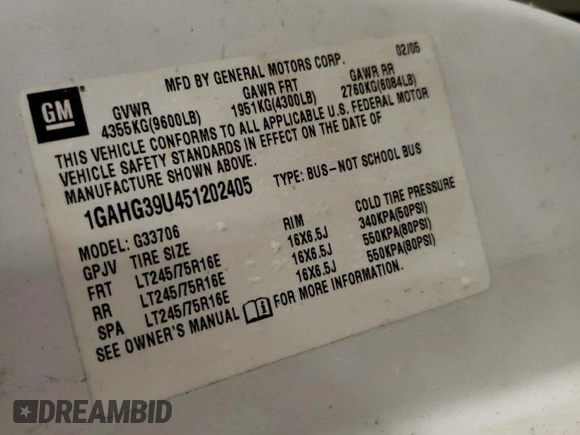 GM
MFD BY GENERAL MOTORS CORP. 02/05
GVWR GAWR FRT GAWR RR
4355KG(9600LB) 1951KG(4300LB) 2760KG(6084LB)
THIS VEHICLE CONFORMS TO ALL APPLICABLE U.S. FEDERAL MOTOR
VEHICLE SAFETY STANDARDS IN EFFECT ON THE DATE OF
MANUFACTURE SHOWN ABOVE.
1GAHG39U451202405 TYPE: BUS-NOT SCHOOL BUS
MODEL: G33706
GPJV TIRE SIZE RIM COLD TIRE PRESSURE
FRT LT245/75R16E 16X6.5J 340KPA(50PSI)
RR LT245/75R16E 16X6.5J 550KPA(80PSI)
SPA LT245/75R16E 16X6.5J 550KPA(80PSI)
SEE OWNER'S MANUAL FOR MORE INFORMATION.
DREAMBID